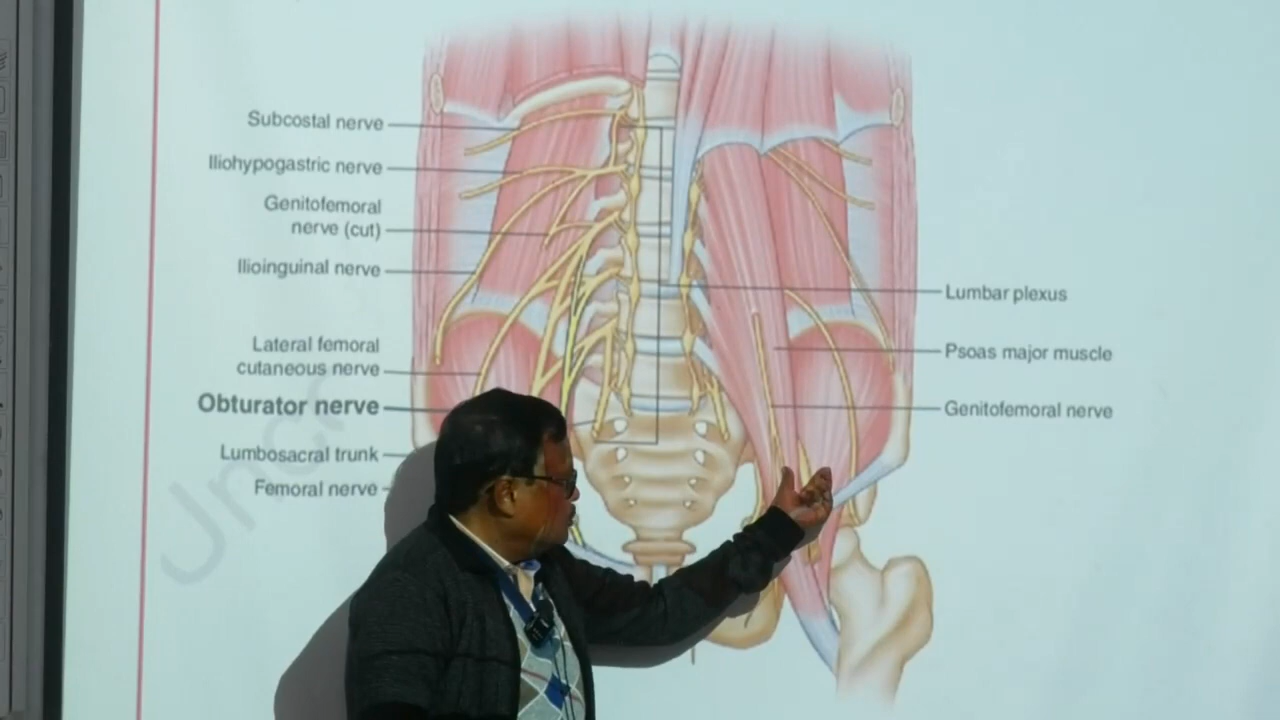 Subcostal nerve
Iliohypogastric nerve
Genitofemoral
nerve (cut)
Ilioinguinal nerve
Lateral femoral
cutaneous nerve
Obturator nerve
Lumbosacral trunk
Femoral nerve
Lumbar plexus
Psoas major muscle
Genitofemoral nerve